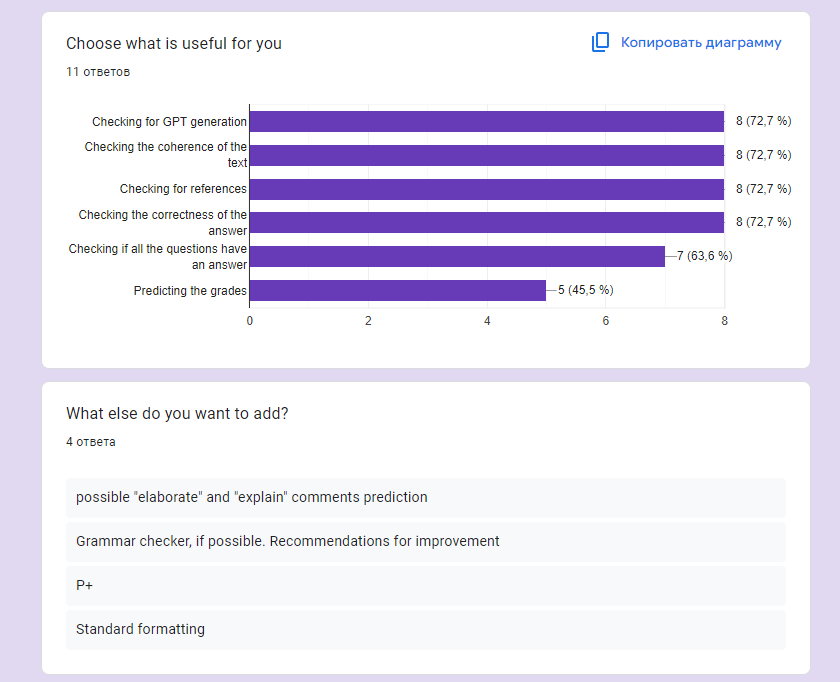 Choose what is useful for you
Копировать диаграмму
11 ответов
Checking for GPT generation
8 (72,7 %)
Checking the coherence of the
text
8 (72,7 %)
Checking for references
8 (72,7 %)
Checking the correctness of the
answer
8 (72,7 %)
Checking if all the questions have
an answer
7 (63,6 %)
Predicting the grades
5 (45,5 %)
0 2 4 6 8
What else do you want to add?
4 ответа
possible "elaborate" and "explain" comments prediction
Grammar checker, if possible. Recommendations for improvement
P+
Standard formatting